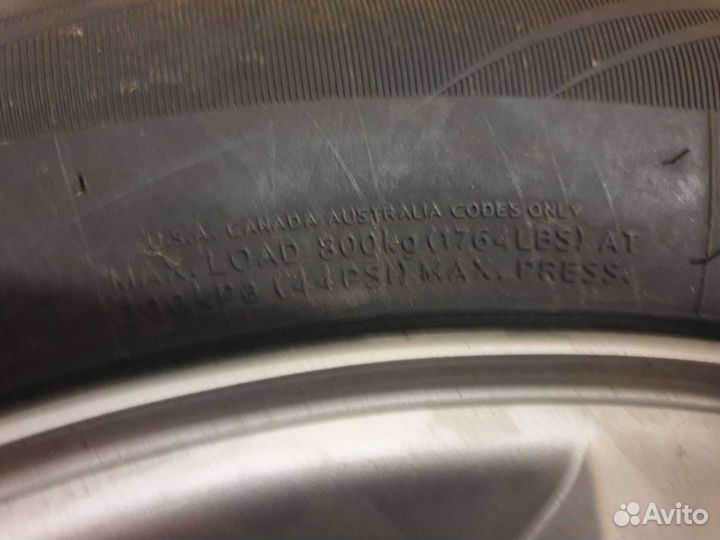 U.S.A. CANADA AUSTRALIA CODES ONLY
MAX. LOAD 800kg (1764LBS) AT
300KPa (44PSI) MAX. PRESS.
Avito